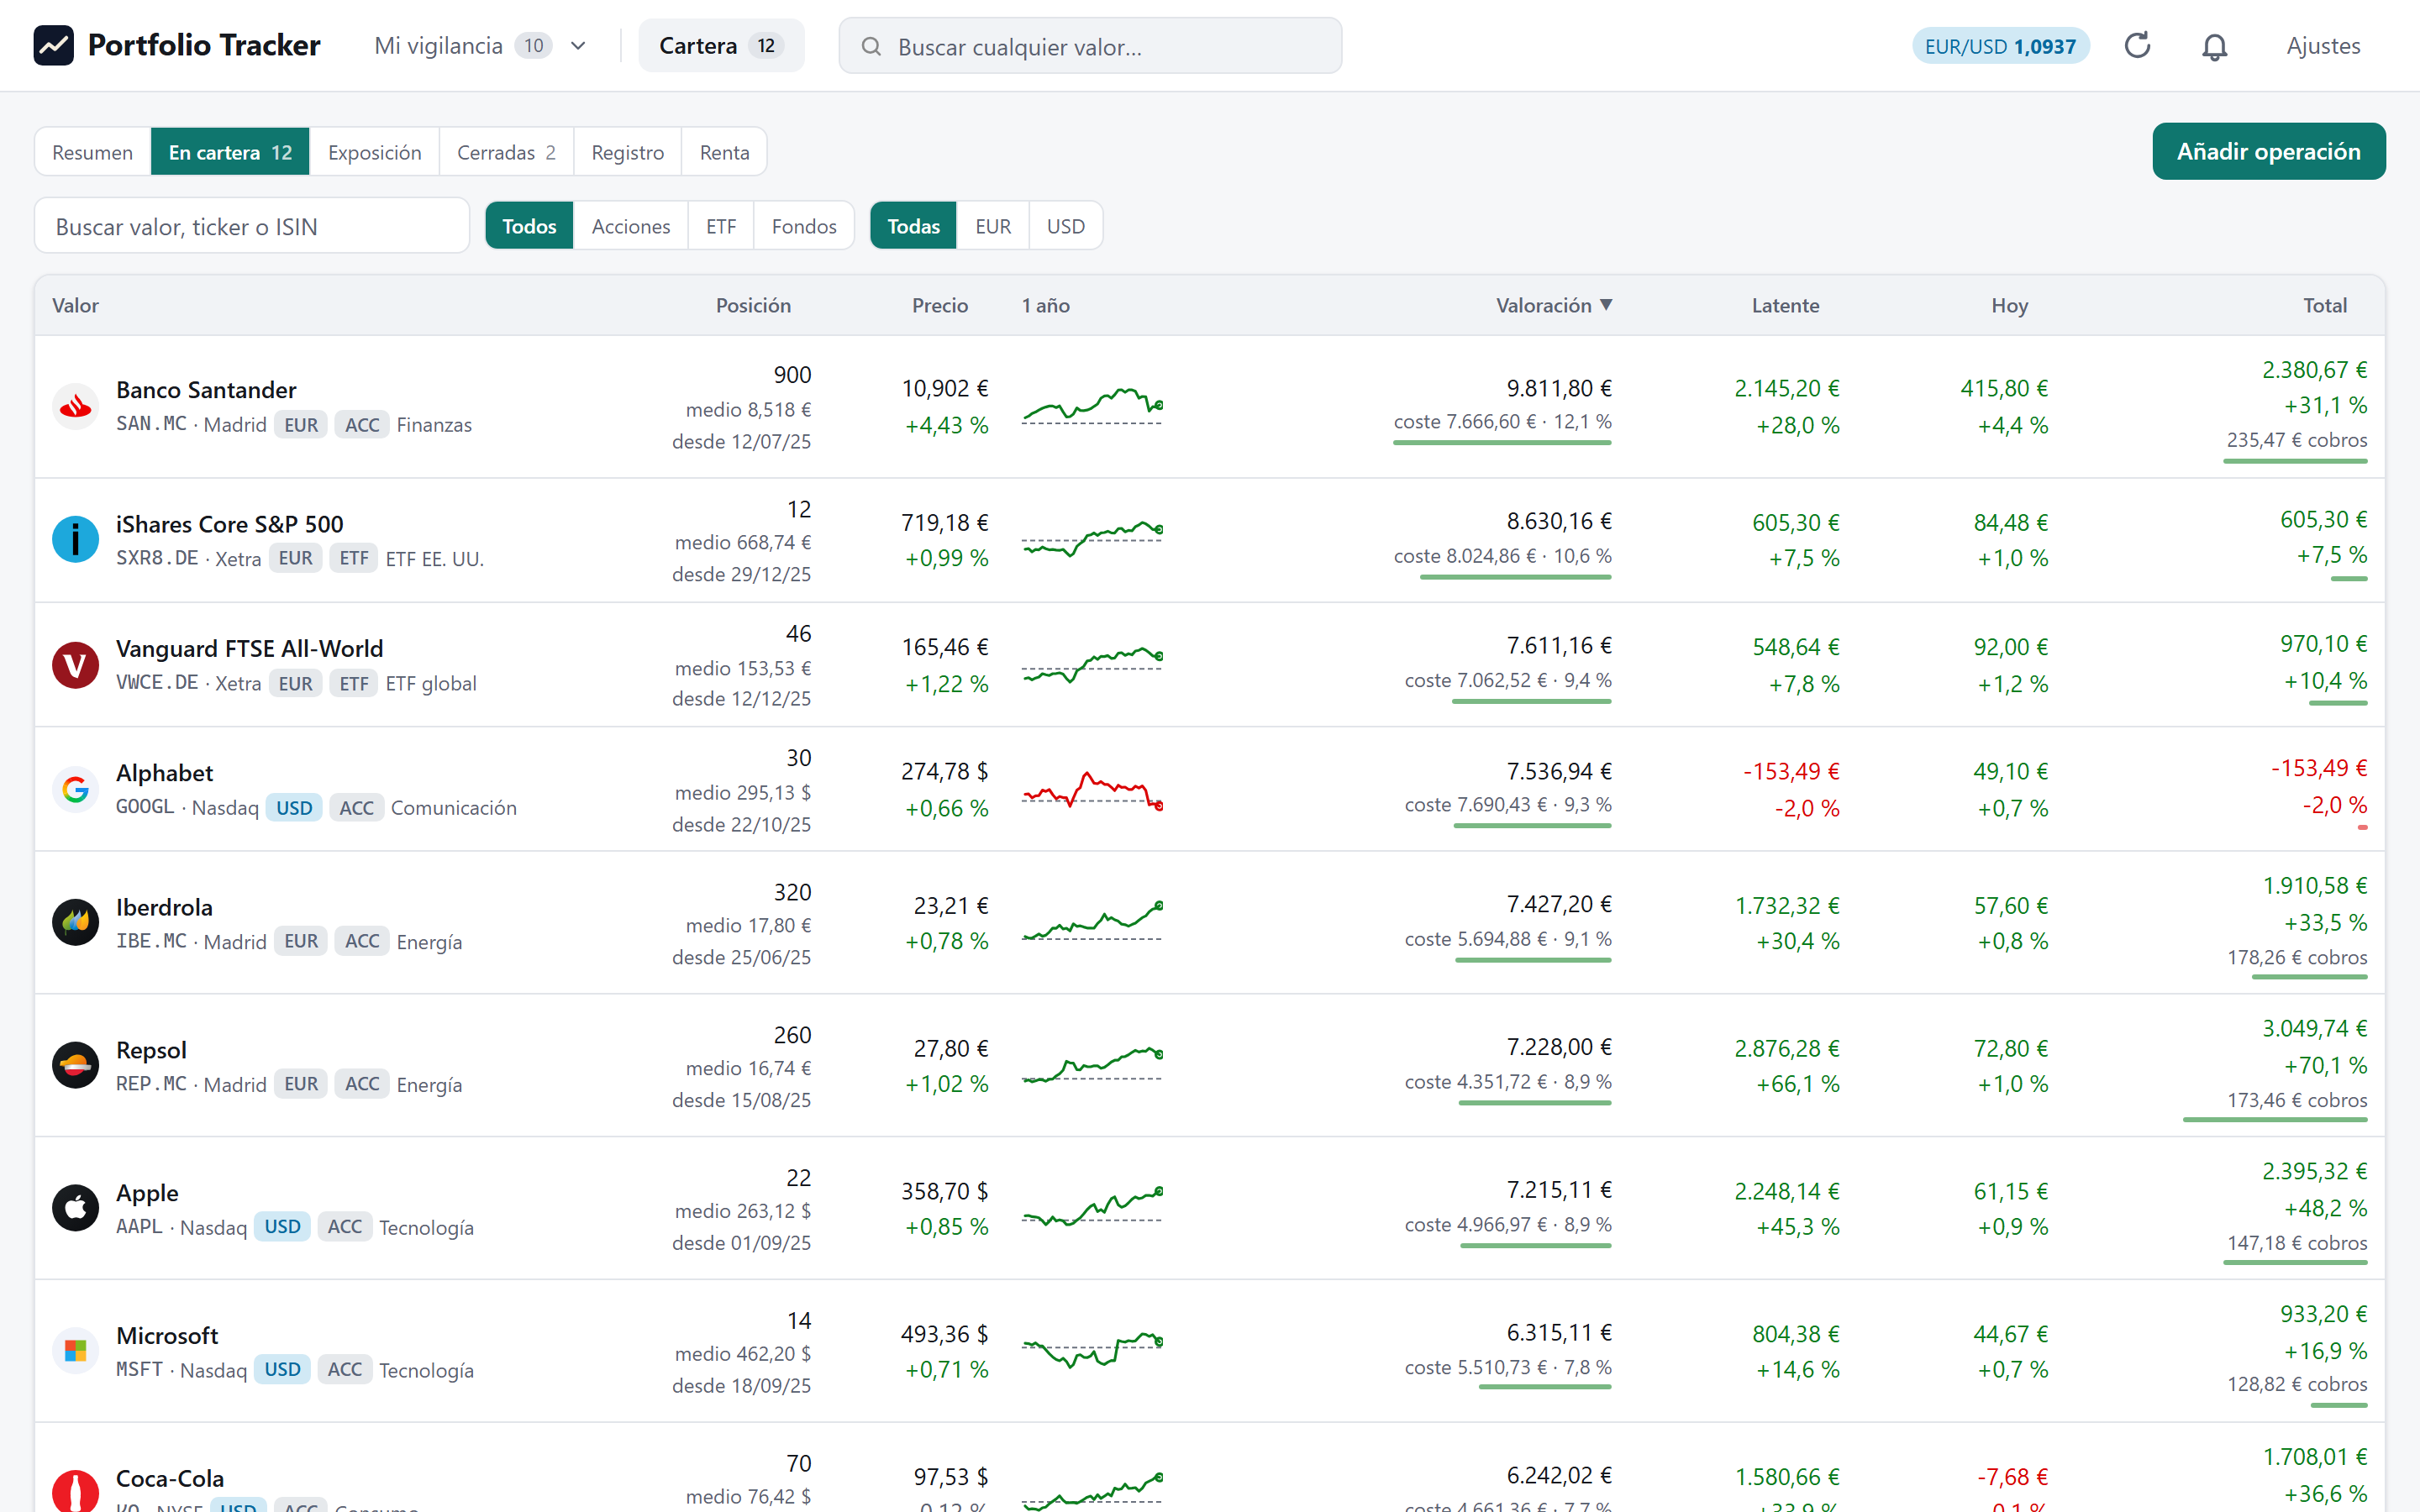 Portfolio Tracker
Mi vigilancia 10
Cartera 12
Buscar cualquier valor...
EUR/USD 1,0937
Ajustes
Resumen
En cartera 12
Exposición
Cerradas 2
Registro
Renta
Añadir operación
Buscar valor, ticker o ISIN
Todos
Acciones
ETF
Fondos
Todas
EUR
USD
Valor Posición Precio 1 año Valoración ▼ Latente Hoy Total
Banco Santander
SAN.MC · Madrid EUR ACC Finanzas
900
medio 8,518 €
desde 12/07/25
10,902 €
+4,43 %
9.811,80 €
coste 7.666,60 € · 12,1 %
2.145,20 €
+28,0 %
415,80 €
+4,4 %
2.380,67 €
+31,1 %
235,47 € cobros
iShares Core S&P 500
SXR8.DE · Xetra EUR ETF ETF EE. UU.
12
medio 668,74 €
desde 29/12/25
719,18 €
+0,99 %
8.630,16 €
coste 8.024,86 € · 10,6 %
605,30 €
+7,5 %
84,48 €
+1,0 %
605,30 €
+7,5 %
Vanguard FTSE All-World
VWCE.DE · Xetra EUR ETF ETF global
46
medio 153,53 €
desde 12/12/25
165,46 €
+1,22 %
7.611,16 €
coste 7.062,52 € · 9,4 %
548,64 €
+7,8 %
92,00 €
+1,2 %
970,10 €
+10,4 %
Alphabet
GOOGL · Nasdaq USD ACC Comunicación
30
medio 295,13 $
desde 22/10/25
274,78 $
+0,66 %
7.536,94 €
coste 7.690,43 € · 9,3 %
-153,49 €
-2,0 %
49,10 €
+0,7 %
-153,49 €
-2,0 %
Iberdrola
IBE.MC · Madrid EUR ACC Energía
320
medio 17,80 €
desde 25/06/25
23,21 €
+0,78 %
7.427,20 €
coste 5.694,88 € · 9,1 %
1.732,32 €
+30,4 %
57,60 €
+0,8 %
1.910,58 €
+33,5 %
178,26 € cobros
Repsol
REP.MC · Madrid EUR ACC Energía
260
medio 16,74 €
desde 15/08/25
27,80 €
+1,02 %
7.228,00 €
coste 4.351,72 € · 8,9 %
2.876,28 €
+66,1 %
72,80 €
+1,0 %
3.049,74 €
+70,1 %
173,46 € cobros
Apple
AAPL · Nasdaq USD ACC Tecnología
22
medio 263,12 $
desde 01/09/25
358,70 $
+0,85 %
7.215,11 €
coste 4.966,97 € · 8,9 %
2.248,14 €
+45,3 %
61,15 €
+0,9 %
2.395,32 €
+48,2 %
147,18 € cobros
Microsoft
MSFT · Nasdaq USD ACC Tecnología
14
medio 462,20 $
desde 18/09/25
493,36 $
+0,71 %
6.315,11 €
coste 5.510,73 € · 7,8 %
804,38 €
+14,6 %
44,67 €
+0,7 %
933,20 €
+16,9 %
128,82 € cobros
Coca-Cola
KO · NYSE USD ACC Consumo
70
medio 76,42 $
97,53 $
0,12 %
6.242,02 €
coste 4.661,36 € · 7,7 %
1.580,66 €
+33,9 %
-7,68 €
0,1 %
1.708,01 €
+36,6 %